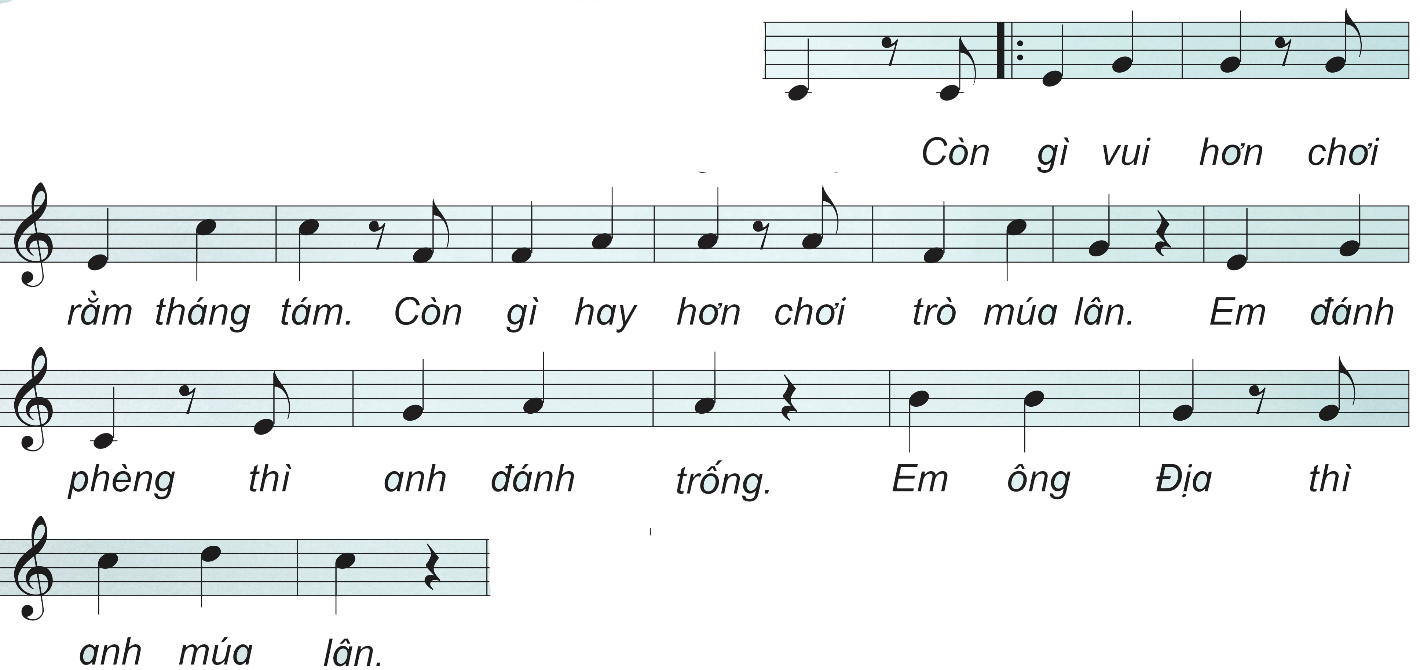 Còn gì vui hơn chơi
rằm tháng tám. Còn gì hay hơn chơi trò múa lân. Em đánh
phèng thì anh đánh trống. Em ông Địa thì
anh múa lân.